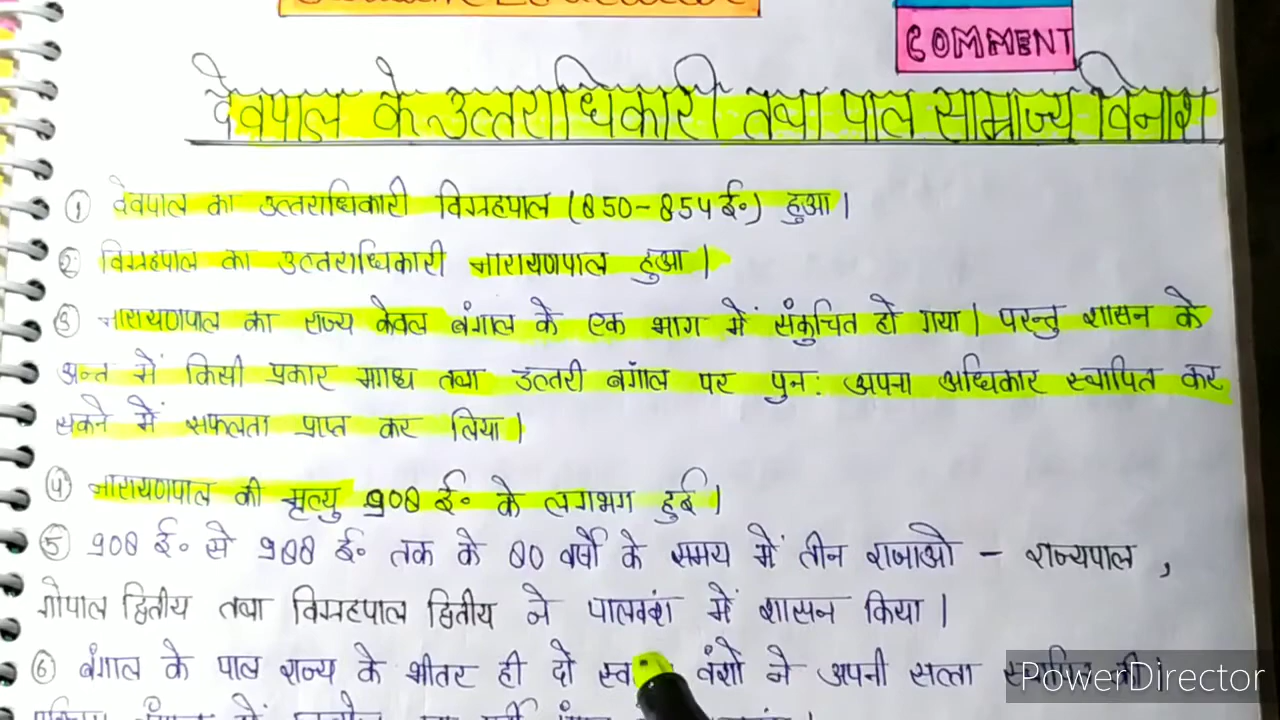 COMMENT
देवपाल के उत्तराधिकारी तथा पाल साम्राज्य विनाश
① देवपाल का उत्तराधिकारी विग्रहपाल (850-854 ई०) हुआ।
② विग्रहपाल का उत्तराधिकारी नारायणपाल हुआ।
③ नारायणपाल का राज्य केवल बंगाल के एक भाग में संकुचित हो गया। परन्तु शासन के
अन्त में किसी प्रकार मगध तथा उत्तरी बंगाल पर पुन: अपना अधिकार स्थापित कर
सकने में सफलता प्राप्त कर लिया।
④ नारायणपाल की मृत्यु 908 ई० के लगभग हुई।
⑤ 908 ई० से 988 ई० तक के 80 वर्षों के समय में तीन राजाओ - राज्यपाल ,
गोपाल द्वितीय तथा विग्रहपाल द्वितीय ने पालवंश में शासन किया।
⑥ बंगाल के पाल राज्य के भीतर ही दो वंशों ने अपनी सत्ता की।
PowerDirector